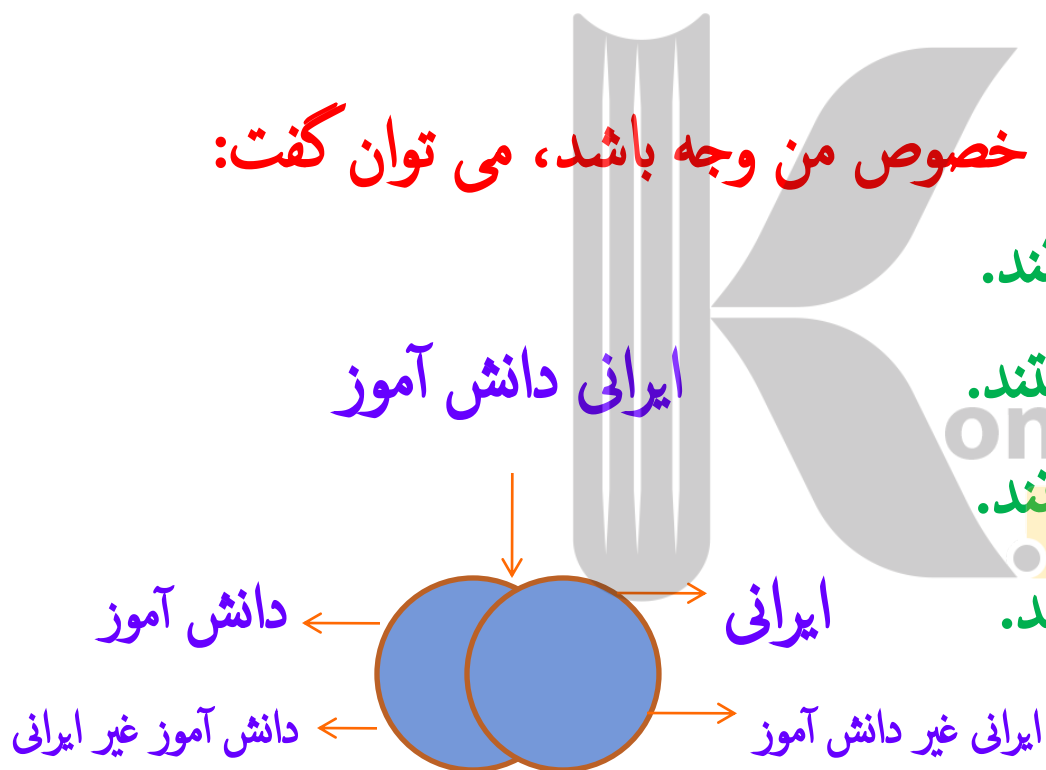 خصوص من وجه باشد، می توان گفت:
ایرانی دانش آموز
ایرانی
دانش آموز
ایرانی غیر دانش آموز
دانش آموز غیر ایرانی